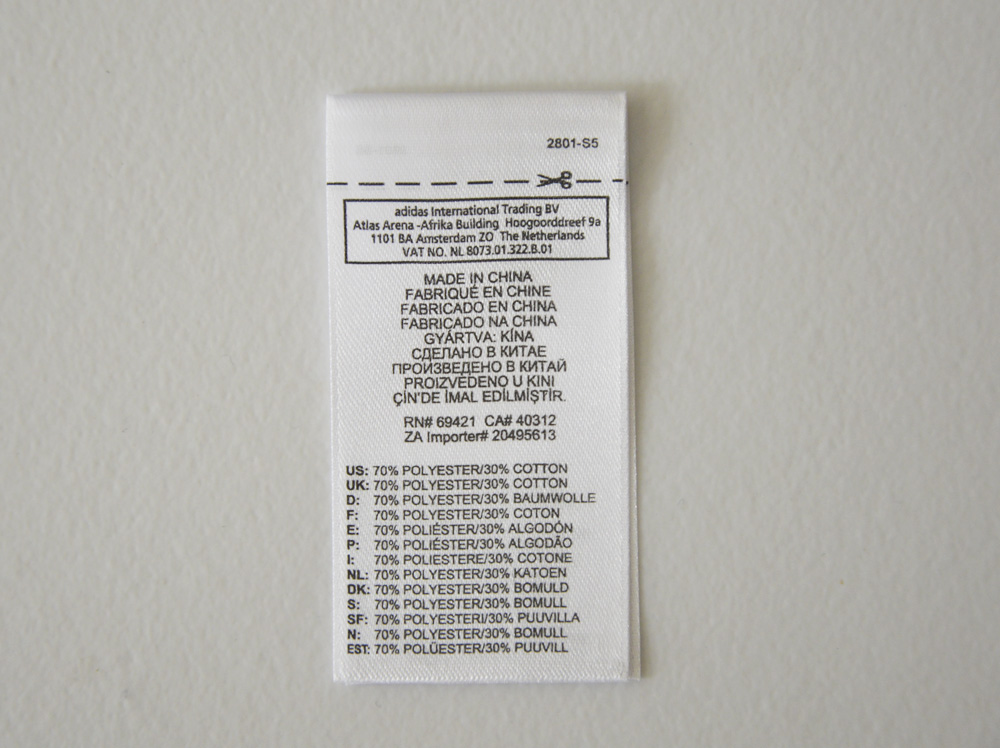 2801-S5
adidas International Trading BV
Atlas Arena -Afrika Building Hoogoorddreef 9a
1101 BA Amsterdam ZO The Netherlands
VAT NO. NL 8073.01.322.B.01
MADE IN CHINA
FABRIQUÉ EN CHINE
FABRICADO EN CHINA
FABRICADO NA CHINA
GYÁRTVA: KÍNA
СДЕЛАНО В КИТАЕ
ПРОИЗВЕДЕНО В КИТАЙ
PROIZVEDENO U KINI
ÇİN'DE İMAL EDİLMİŞTİR.
RN# 69421 CA# 40312
ZA Importer# 20495613
US: 70% POLYESTER/30% COTTON
UK: 70% POLYESTER/30% COTTON
D: 70% POLYESTER/30% BAUMWOLLE
F: 70% POLYESTER/30% COTON
E: 70% POLIÉSTER/30% ALGODÓN
P: 70% POLIÉSTER/30% ALGODÃO
I: 70% POLIESTERE/30% COTONE
NL: 70% POLYESTER/30% KATOEN
DK: 70% POLYESTER/30% BOMULD
S: 70% POLYESTER/30% BOMULL
SF: 70% POLYESTERI/30% PUUVILLA
N: 70% POLYESTER/30% BOMULL
EST: 70% POLÜESTER/30% PUUVILL